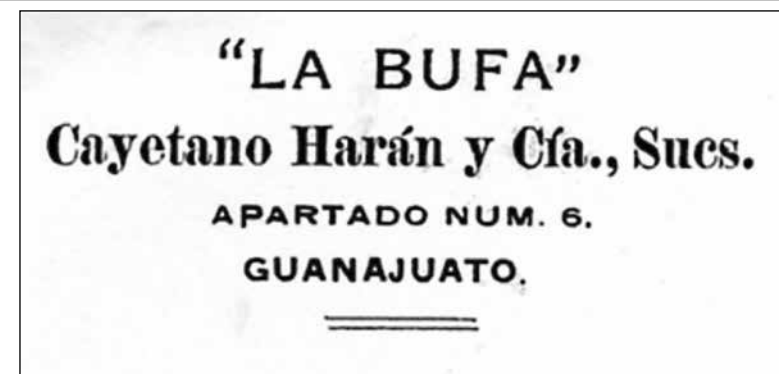 “LA BUFA”
Cayetano Harán y Cía., Sucs.
APARTADO NUM. 6.
GUANAJUATO.